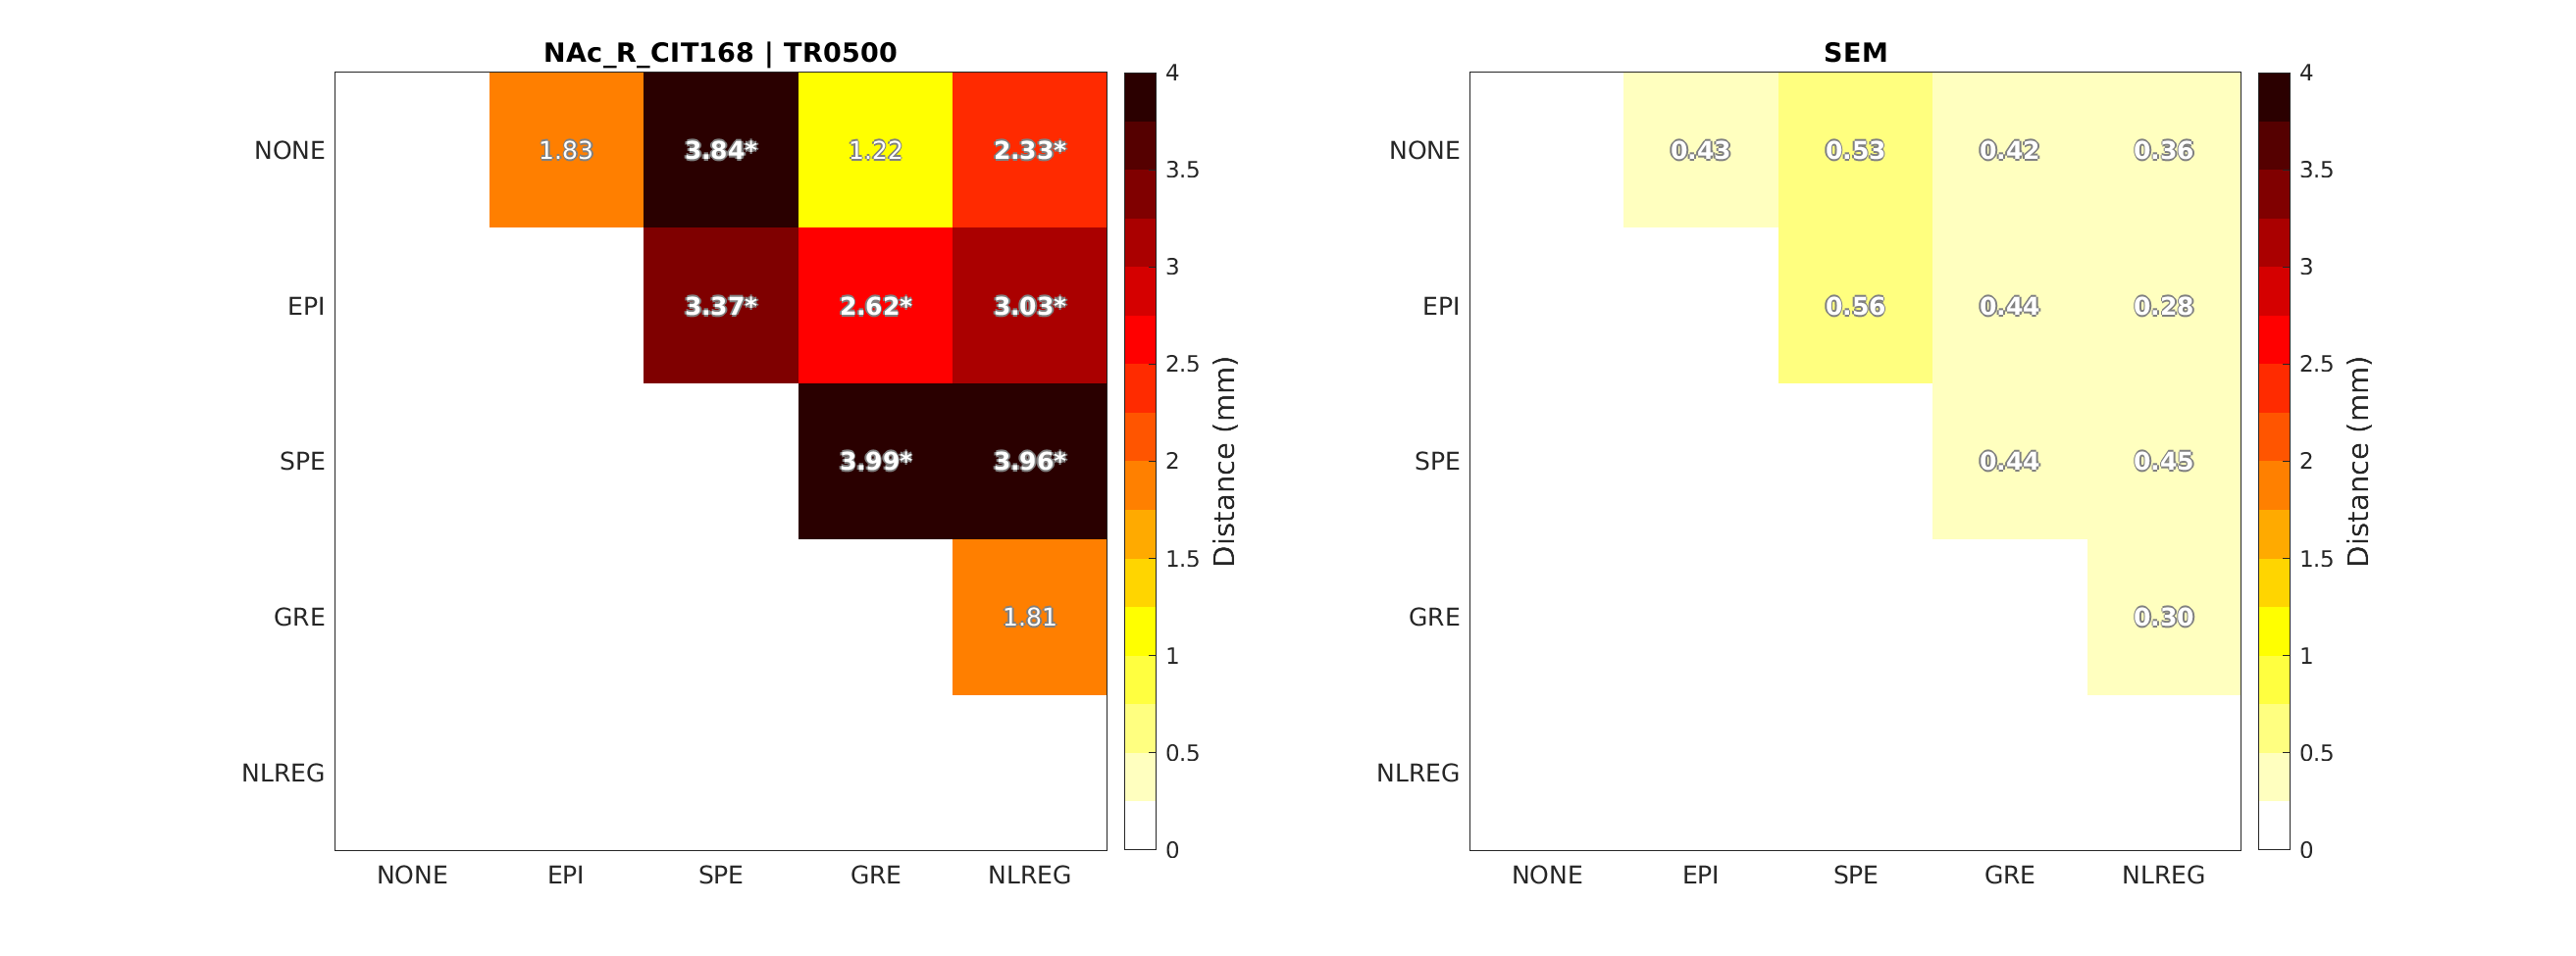 NAc_R_CIT168 | TR0500
NONE
EPI
SPE
GRE
NLREG
1.83
3.84*
1.22
2.33*
3.37*
2.62*
3.03*
3.99*
3.96*
1.81
NONE EPI SPE GRE NLREG
4
3.5
3
2.5
2
1.5
1
0.5
0
Distance (mm)
SEM
NONE
EPI
SPE
GRE
NLREG
0.43
0.53
0.42
0.36
0.56
0.44
0.28
0.44
0.45
0.30
NONE EPI SPE GRE NLREG
4
3.5
3
2.5
2
1.5
1
0.5
0
Distance (mm)